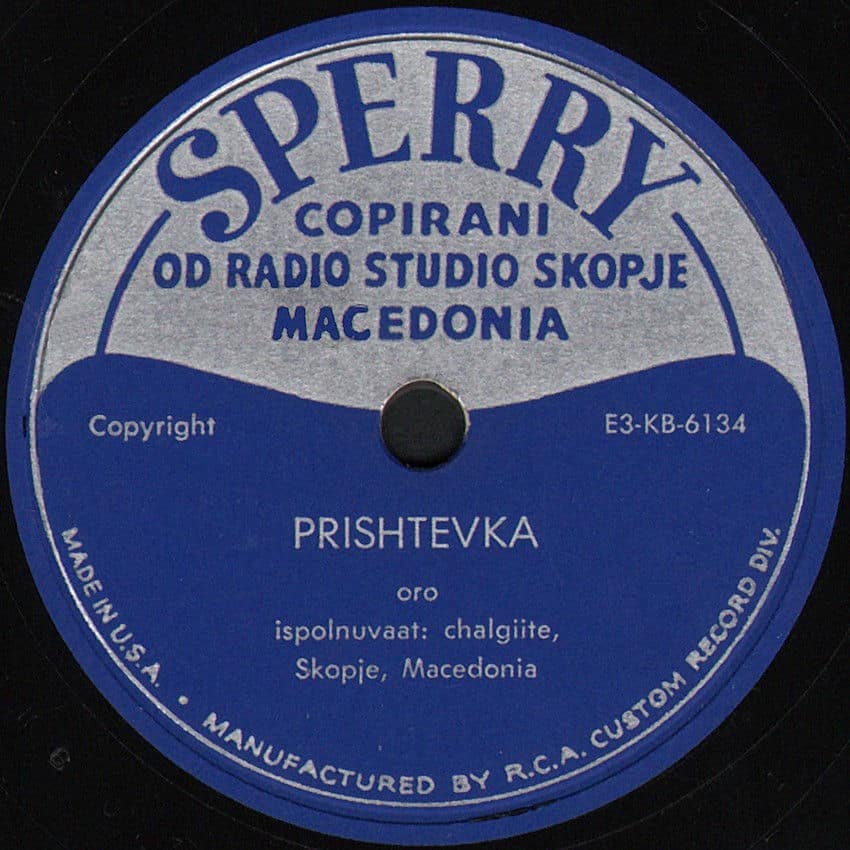 SPERRY
COPIRANI
OD RADIO STUDIO SKOPJE
MACEDONIA
Copyright
E3-KB-6134
PRISHTEVKA
oro
ispolnuvaat: chalgiite,
Skopje, Macedonia
MADE IN U.S.A. • MANUFACTURED BY R.C.A. CUSTOM RECORD DIV.